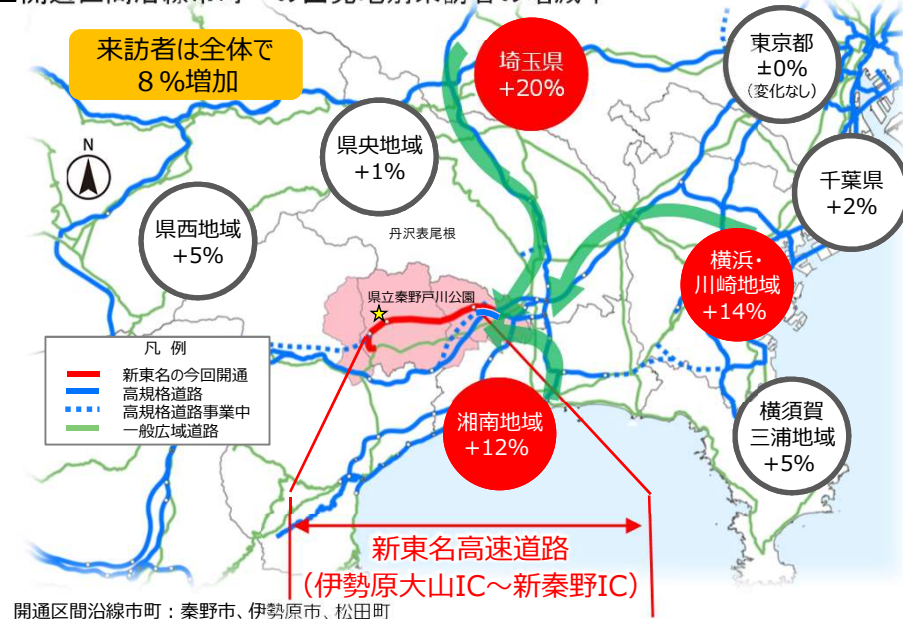 来訪者は全体で
８％増加
埼玉県
+20%
東京都
±0%
（変化なし）
県央地域
+1%
千葉県
+2%
N
県西地域
+5%
丹沢表尾根
横浜・
川崎地域
+14%
県立秦野戸川公園
凡 例
新東名の今回開通
高規格道路
高規格道路事業中
一般広域道路
湘南地域
+12%
横須賀
三浦地域
+5%
新東名高速道路
（伊勢原大山IC～新秦野IC）
開通区間沿線市町：秦野市、伊勢原市、松田町